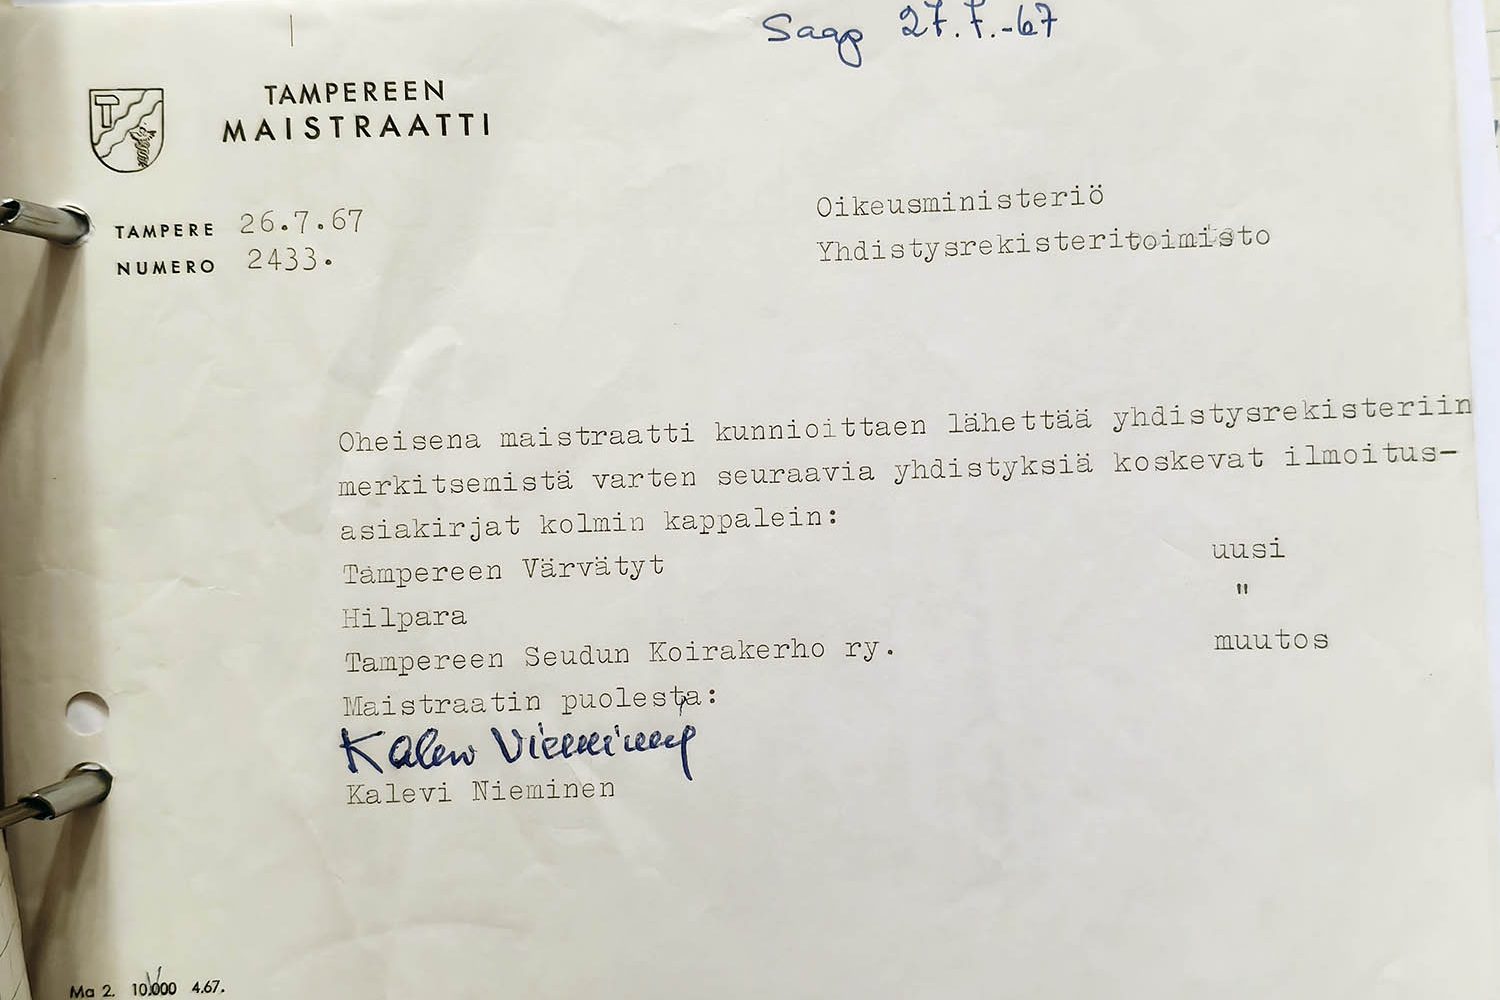 Saap 27.7.-67
TAMPEREEN
MAISTRAATTI
TAMPERE 26.7.67
NUMERO 2433.
Oikeusministeriö
Yhdistysrekisteritoimisto
Oheisena maistraatti kunnioittaen lähettää yhdistysrekisteriin
merkitsemistä varten seuraavia yhdistyksiä koskevat ilmoitus-
asiakirjat kolmin kappalein:
Tampereen Värvätyt uusi
Hilpara "
Tampereen Seudun Koirakerho ry. muutos
Maistraatin puolesta:
Kalevi Nieminen
Kalevi Nieminen
Ma 2. 10.000 4.67.